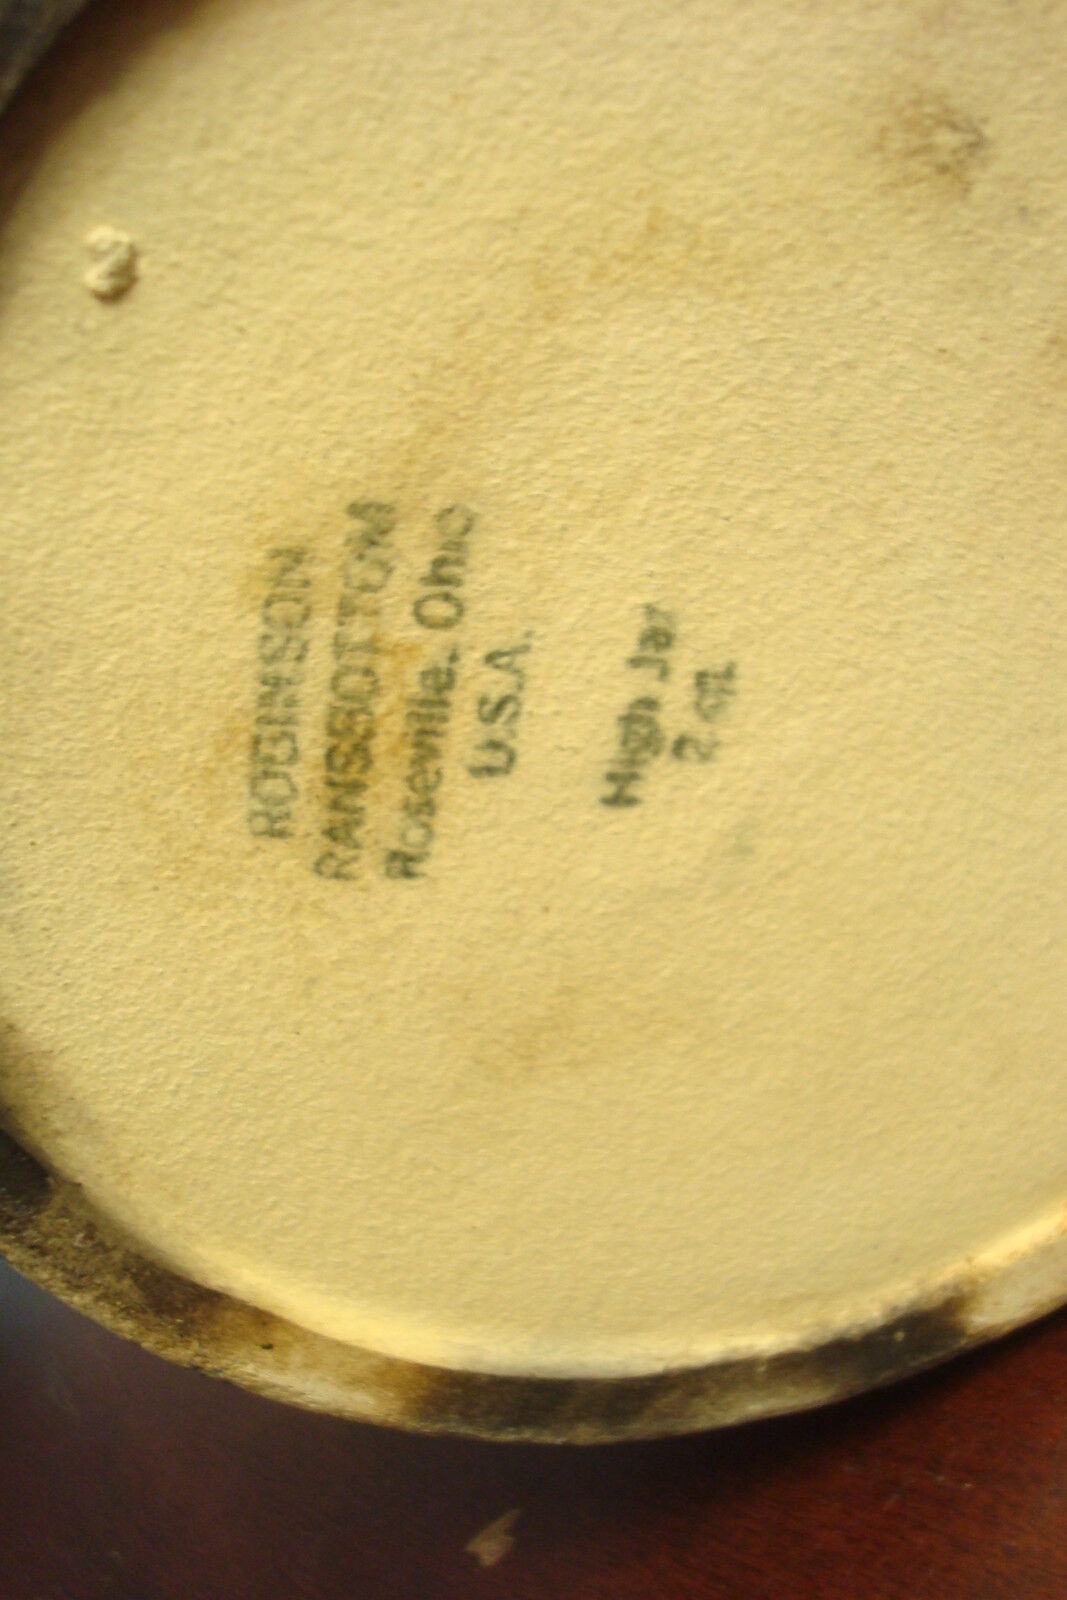 ROBINSON
RANSBOTTOM
Roseville, Ohio
U.S.A.
High Jar
2 qt.